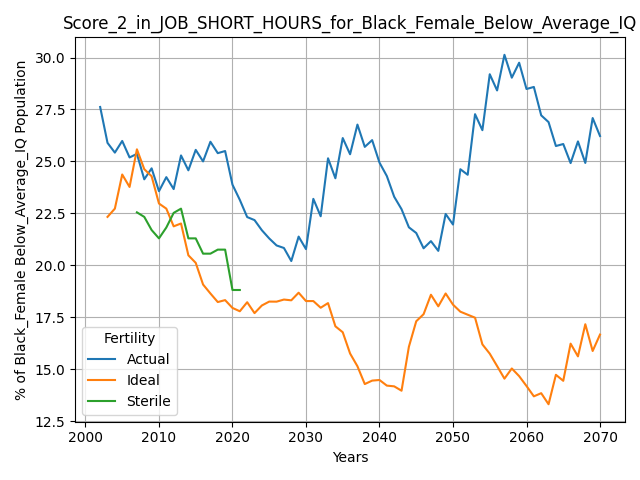 Score_2_in_JOB_SHORT_HOURS_for_Black_Female_Below_Average_IQ
% of Black_Female Below_Average_IQ Population
30.0
27.5
25.0
22.5
20.0
17.5
15.0
12.5
Fertility
Actual
Ideal
Sterile
2000 2010 2020 2030 2040 2050 2060 2070
Years